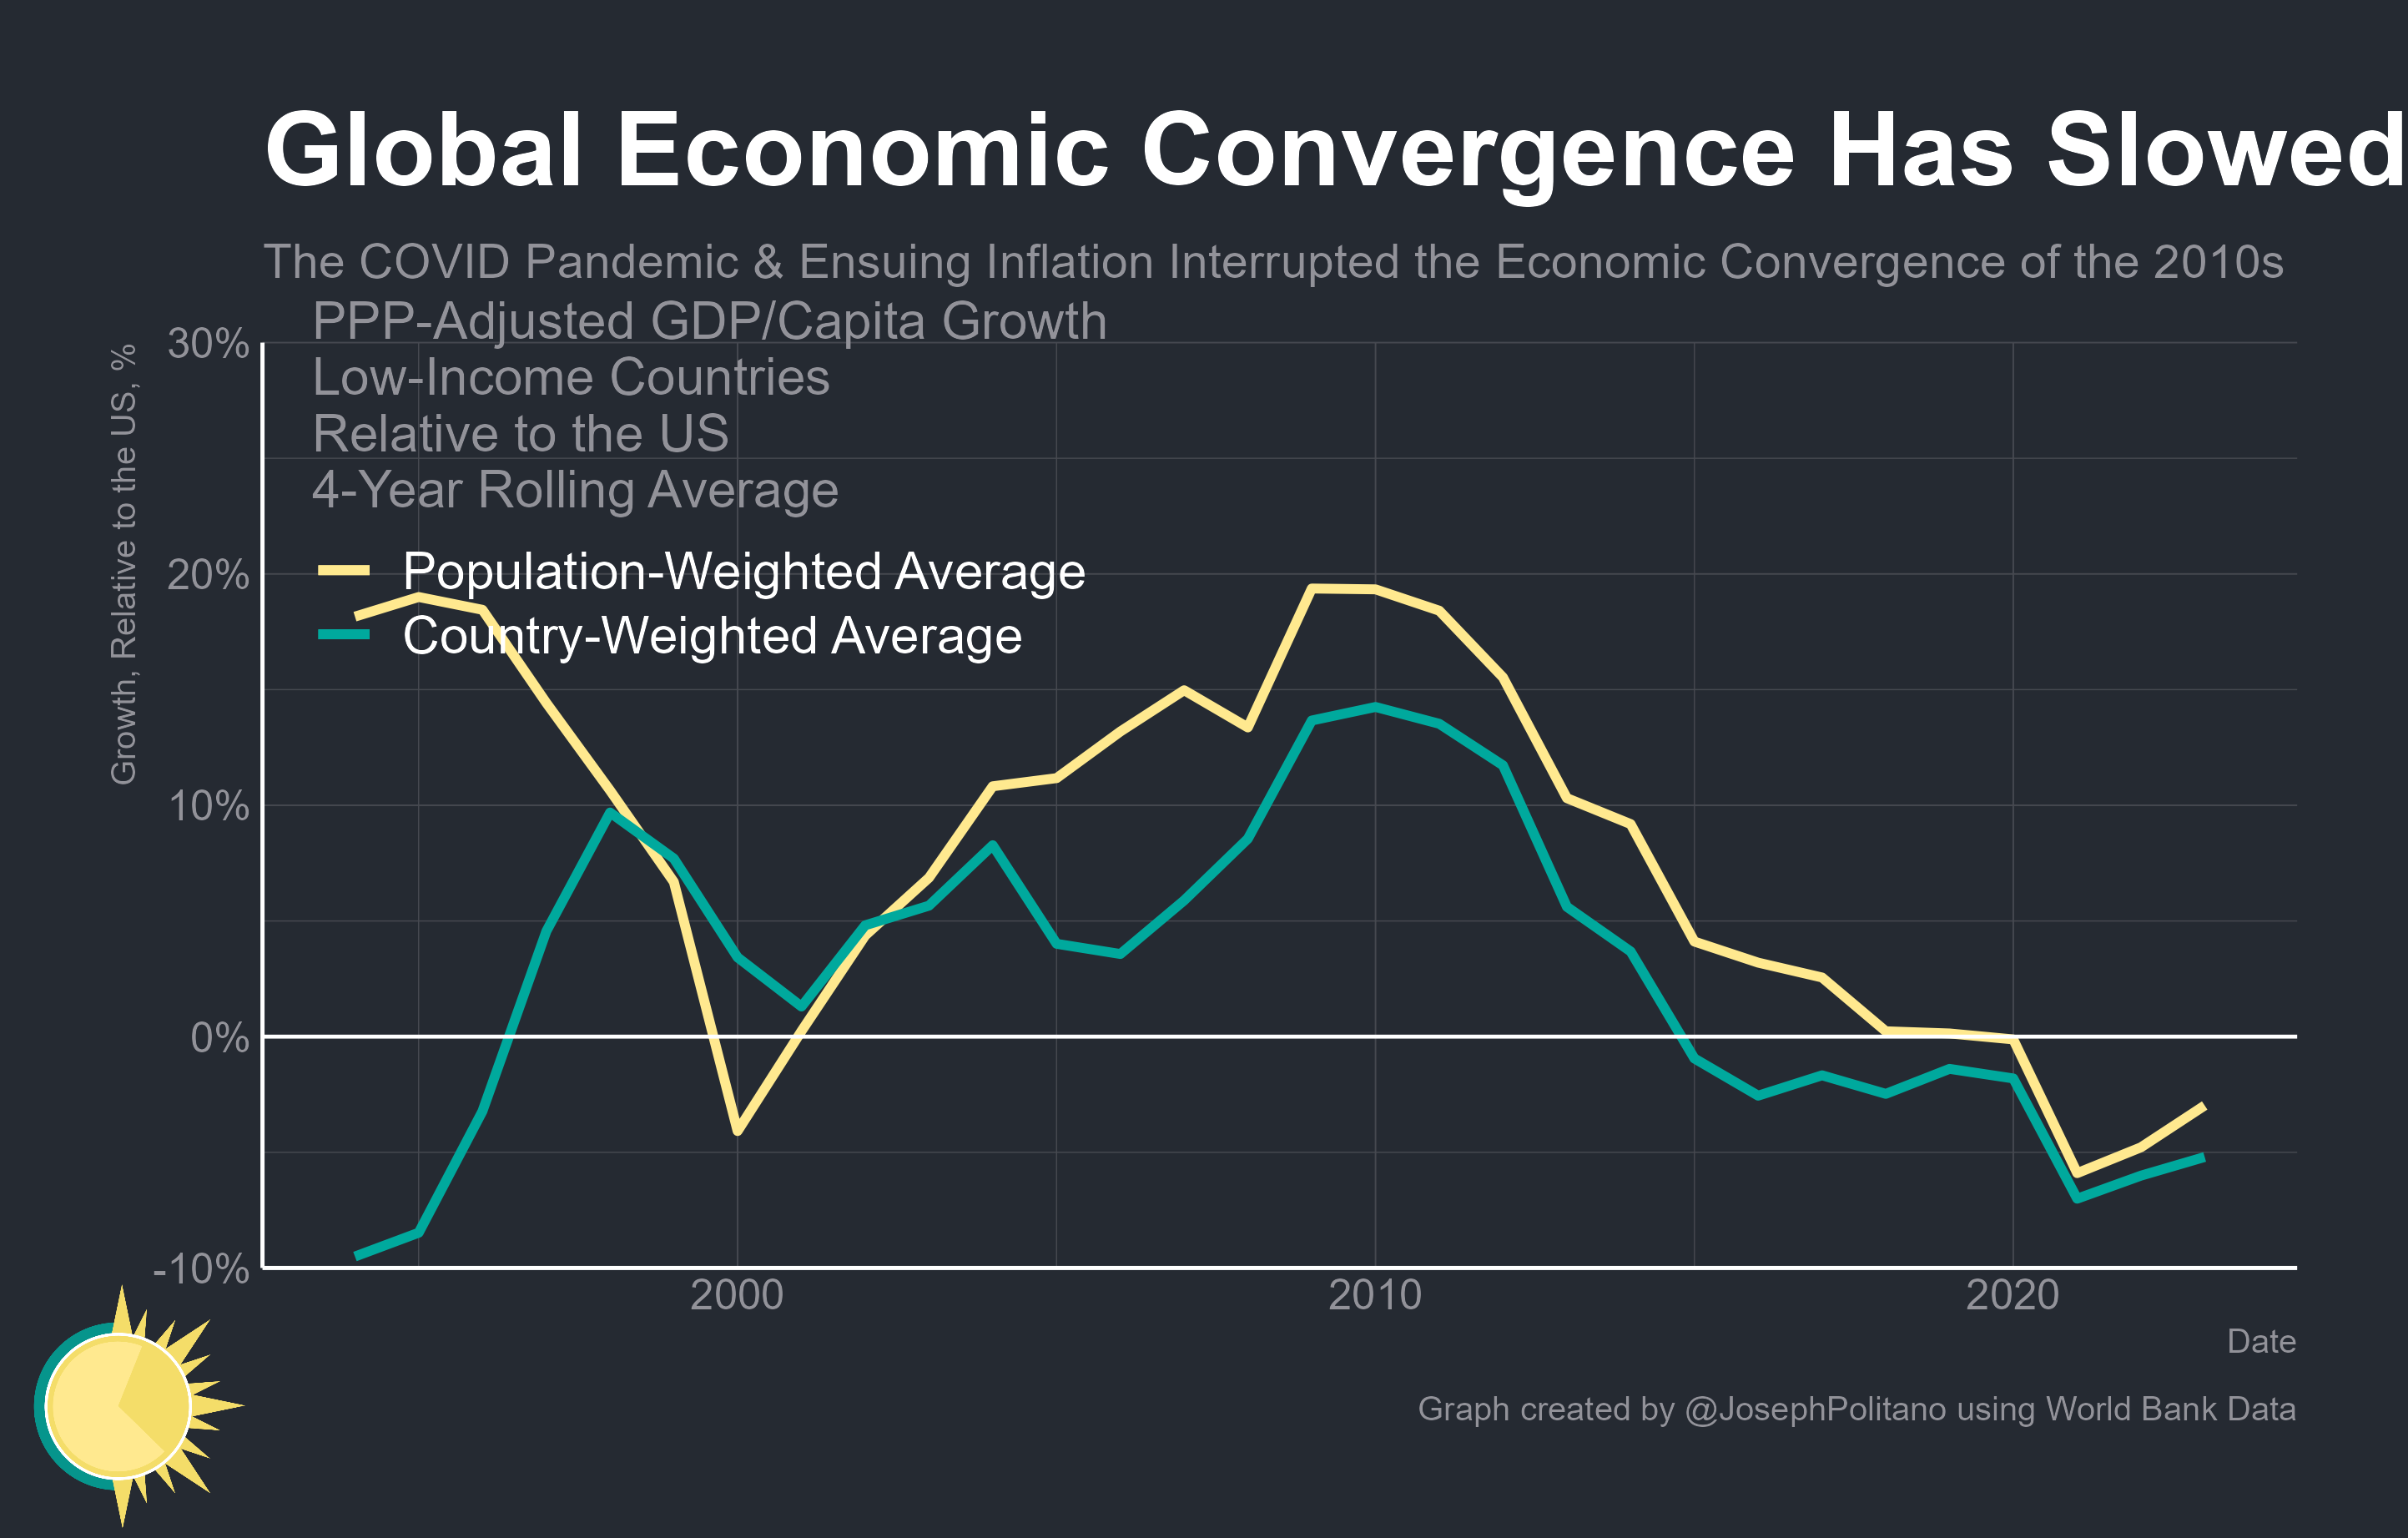 Global Economic Convergence Has Slowed
The COVID Pandemic & Ensuing Inflation Interrupted the Economic Convergence of the 2010s
PPP-Adjusted GDP/Capita Growth
Low-Income Countries
Relative to the US
4-Year Rolling Average
Population-Weighted Average
Country-Weighted Average
Growth, Relative to the US, %
30%
20%
10%
0%
-10%
2000
2010
2020
Date
Graph created by @JosephPolitano using World Bank Data